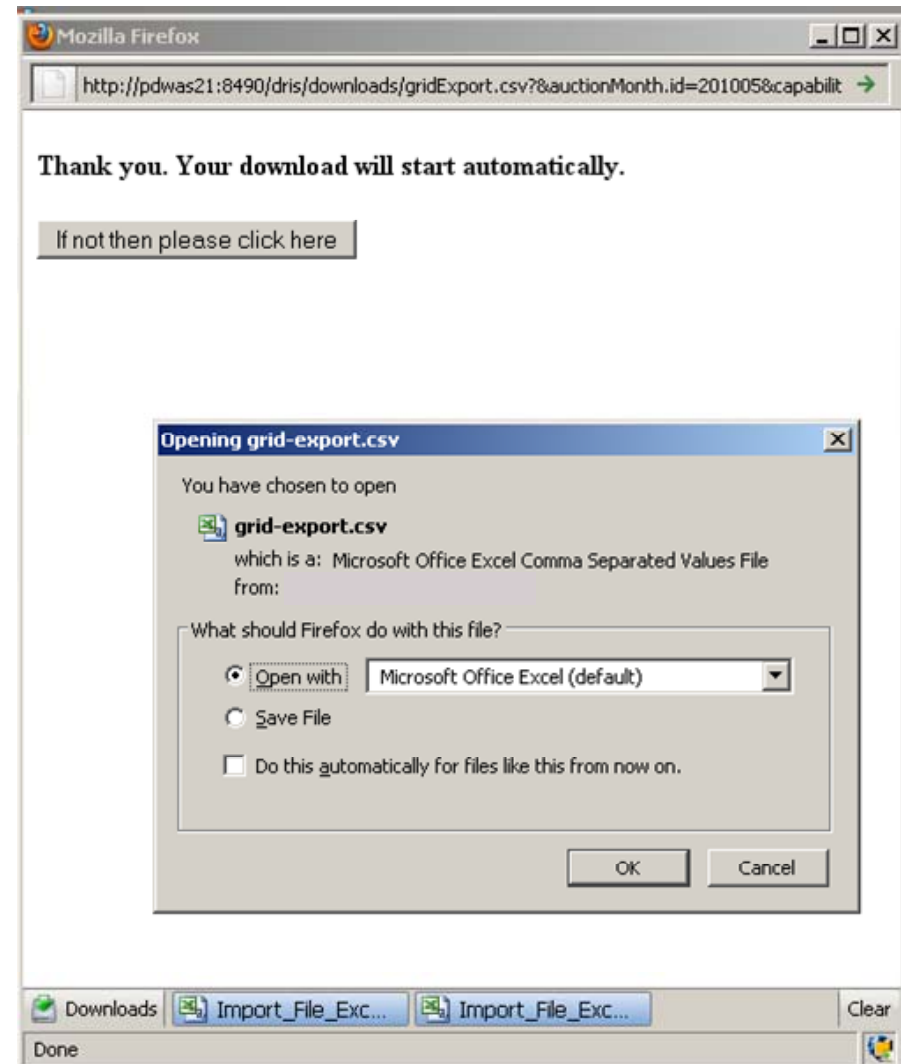 Mozilla Firefox
http://pdwas21:8490/dris/downloads/gridExport.csv?&auctionMonth.id=201005&capabilit
Thank you. Your download will start automatically.
If not then please click here
Opening grid-export.csv
You have chosen to open
grid-export.csv
which is a: Microsoft Office Excel Comma Separated Values File
from:
What should Firefox do with this file?
Open with Microsoft Office Excel (default)
Save File
Do this automatically for files like this from now on.
OK Cancel
Downloads Import_File_Exc... Import_File_Exc... Clear
Done